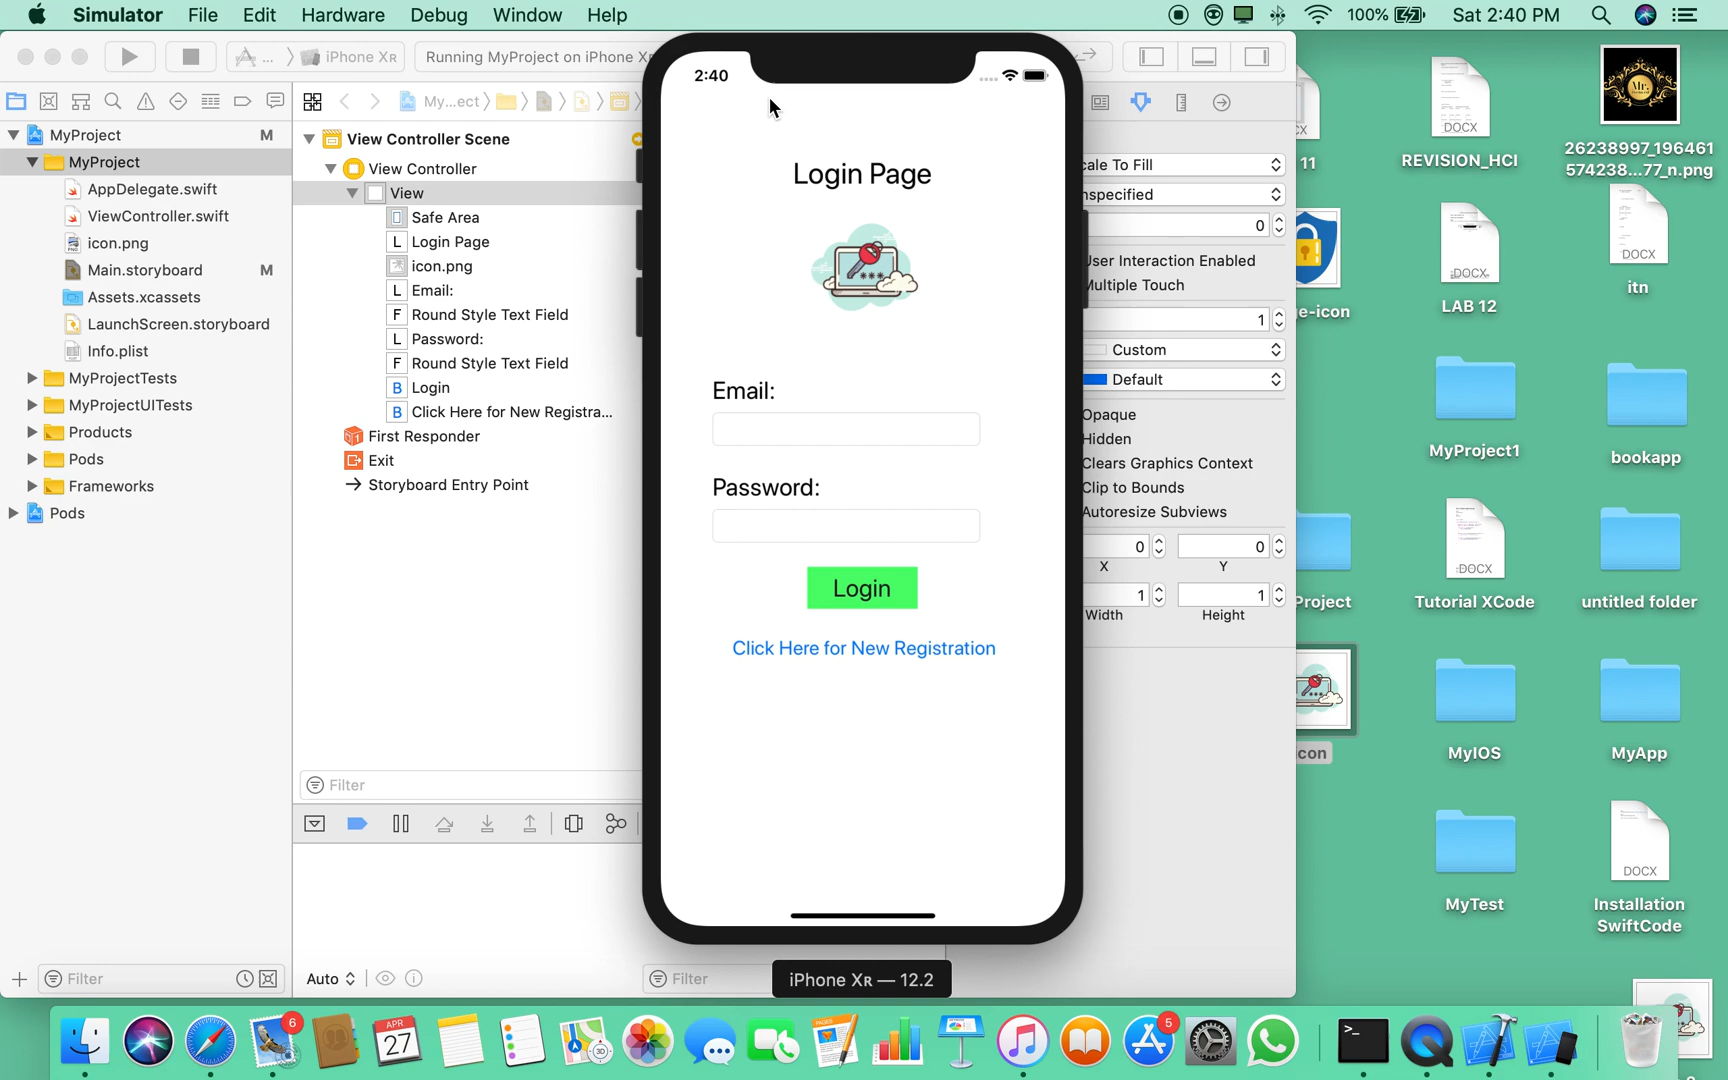 Simulator File Edit Hardware Debug Window Help
100% Sat 2:40 PM
... iPhone XR
Running MyProject on iPhone
2:40
My...ect
MyProject M
MyProject
AppDelegate.swift
ViewController.swift
icon.png
Main.storyboard M
Assets.xcassets
LaunchScreen.storyboard
Info.plist
MyProjectTests
MyProjectUITests
Products
Pods
Frameworks
Pods
Filter
View Controller Scene
View Controller
View
Safe Area
L Login Page
icon.png
L Email:
F Round Style Text Field
L Password:
F Round Style Text Field
B Login
B Click Here for New Registra...
First Responder
Exit
Storyboard Entry Point
Filter
Auto
Filter
Login Page
Email:
Password:
Login
Click Here for New Registration
iPhone XR — 12.2
cale To Fill
nspecified
0
User Interaction Enabled
Multiple Touch
1
Custom
Default
Opaque
Hidden
Clears Graphics Context
Clip to Bounds
Autoresize Subviews
0 0
X Y
1 1
Width Height
11
DOCX
REVISION_HCI
26238997_196461
574238...77_n.png
e-icon
DOCX
LAB 12
DOCX
itn
MyProject1
bookapp
Project
DOCX
Tutorial XCode
untitled folder
con
MyIOS
MyApp
MyTest
DOCX
Installation
SwiftCode
6
APR
27
3D
PAGES
5